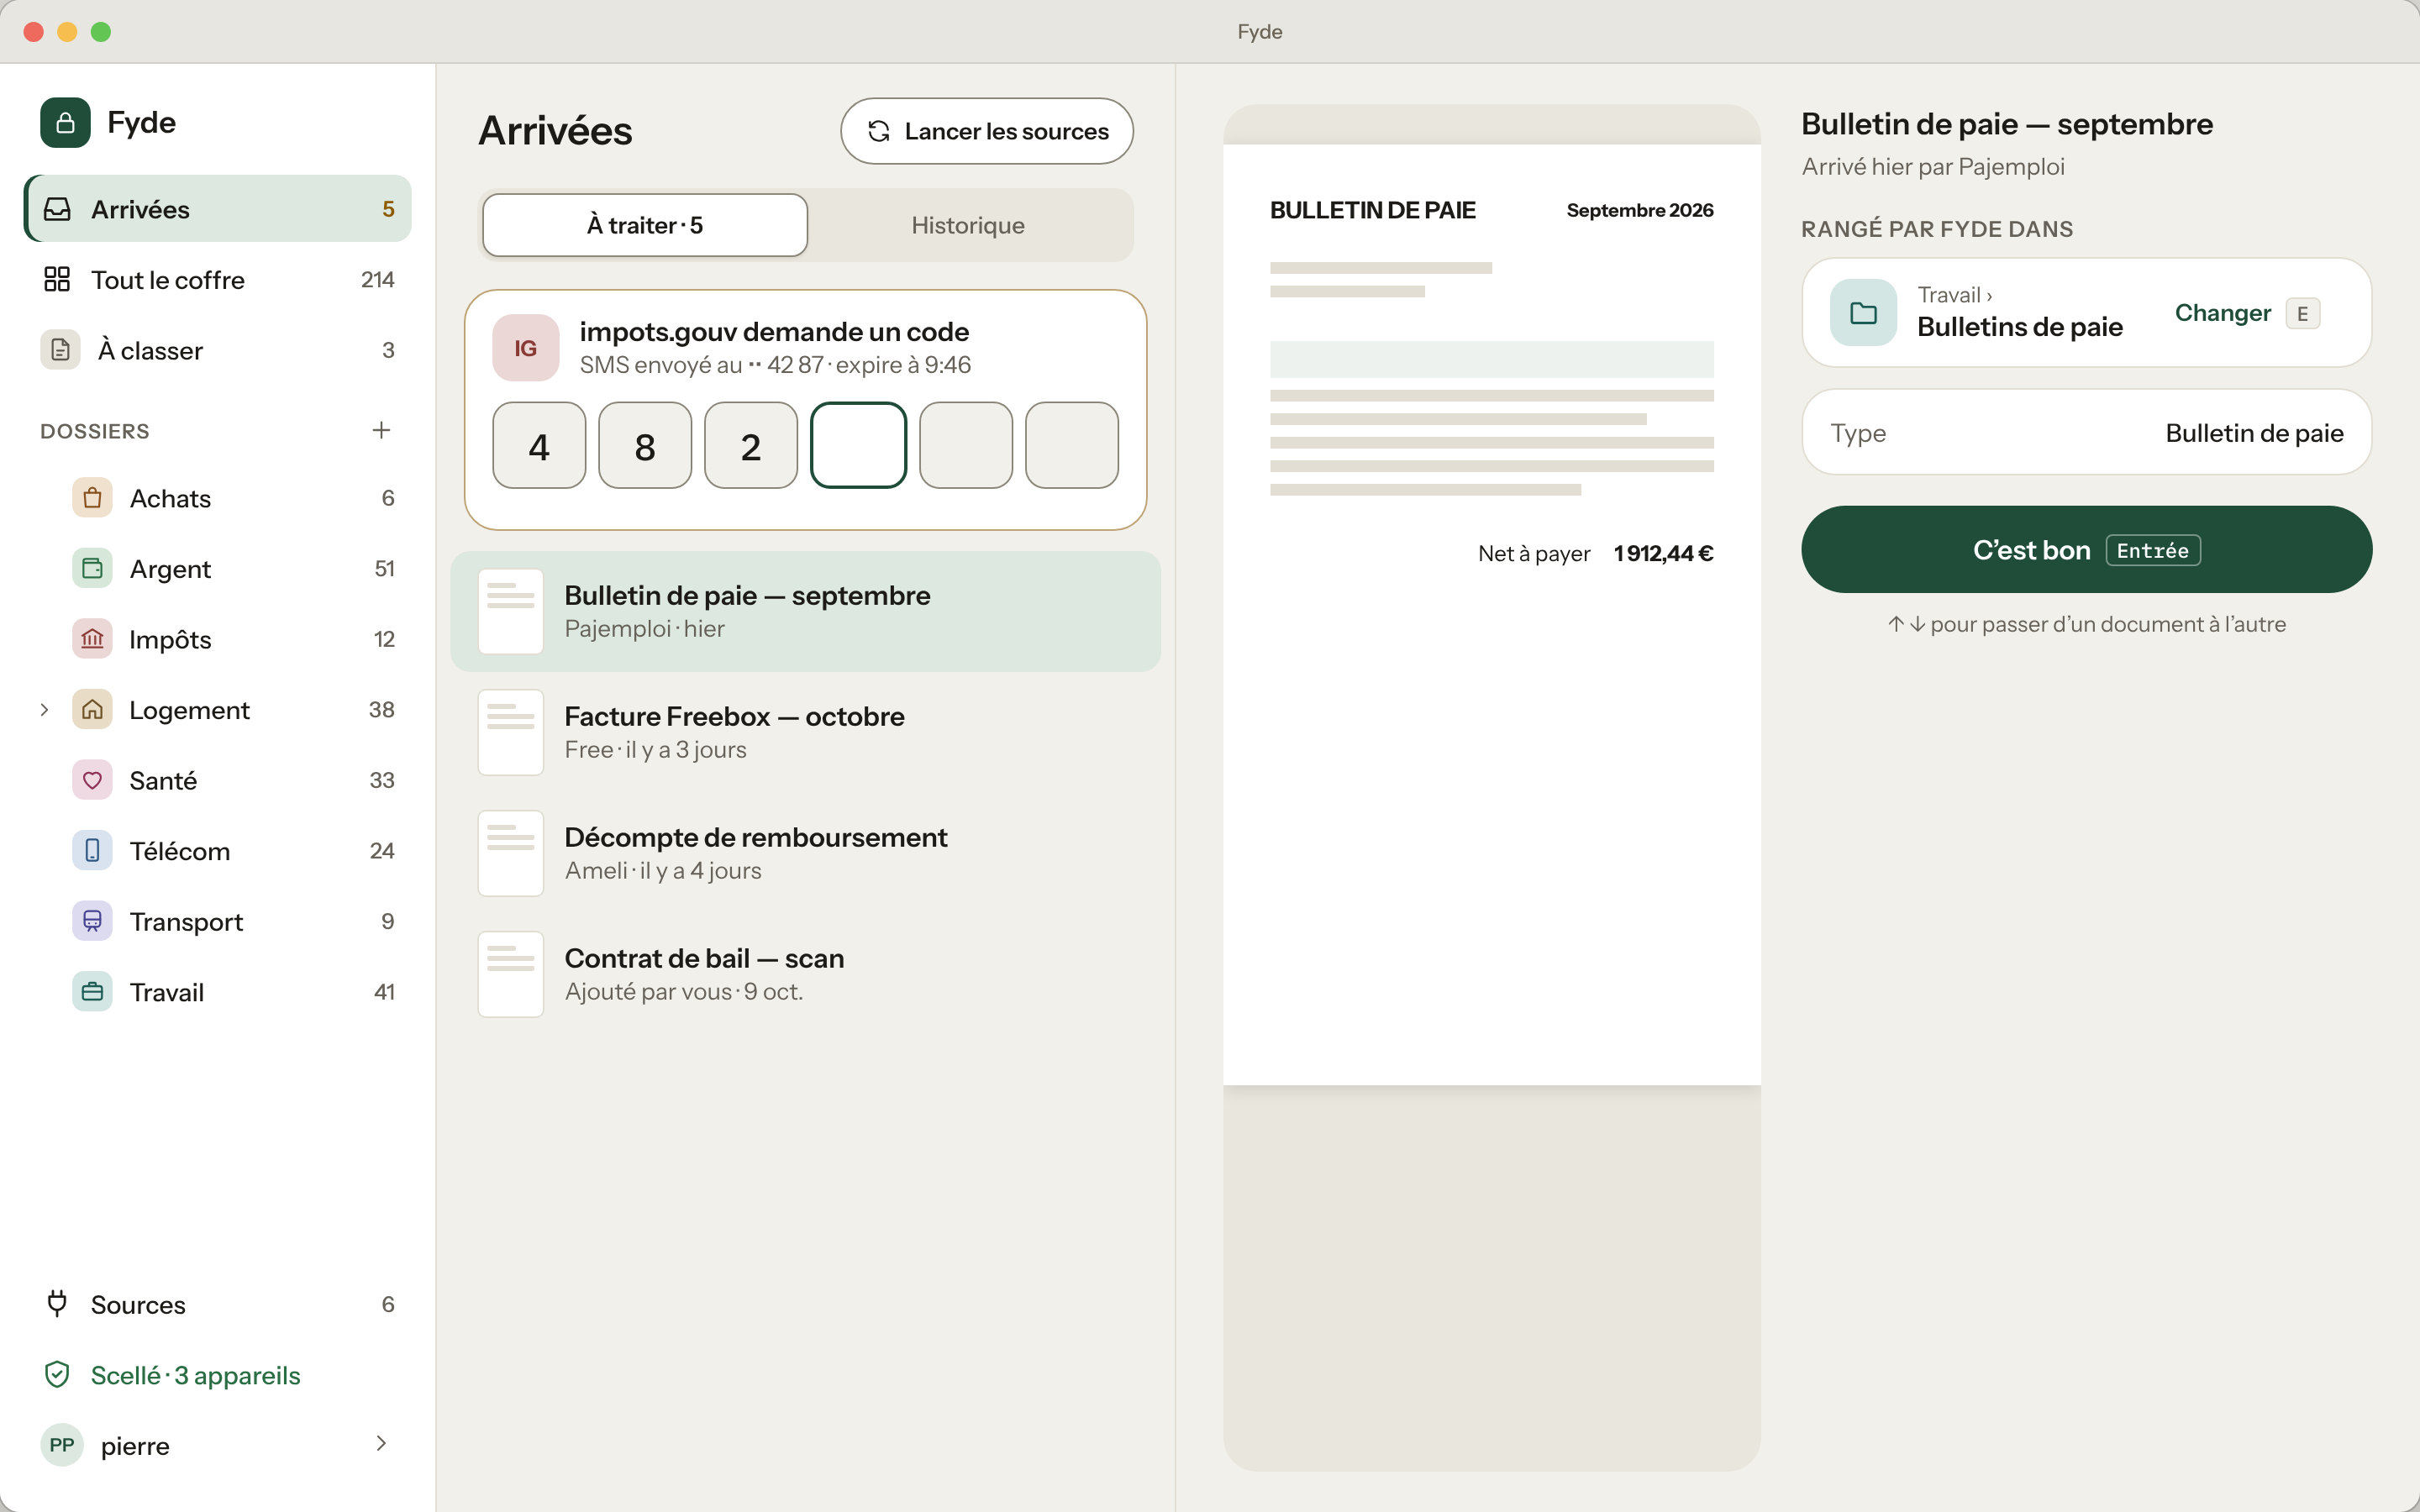 Fyde
Fyde
Arrivées 5
Tout le coffre 214
À classer 3
DOSSIERS
Achats 6
Argent 51
Impôts 12
Logement 38
Santé 33
Télécom 24
Transport 9
Travail 41
Sources 6
Scellé · 3 appareils
PP pierre
Arrivées
Lancer les sources
À traiter · 5
Historique
IG
impots.gouv demande un code
SMS envoyé au ·· 42 87 · expire à 9:46
4 8 2
Bulletin de paie — septembre
Pajemploi · hier
Facture Freebox — octobre
Free · il y a 3 jours
Décompte de remboursement
Ameli · il y a 4 jours
Contrat de bail — scan
Ajouté par vous · 9 oct.
BULLETIN DE PAIE Septembre 2026
Net à payer 1 912,44 €
Bulletin de paie — septembre
Arrivé hier par Pajemploi
RANGÉ PAR FYDE DANS
Travail ›
Bulletins de paie
Changer E
Type Bulletin de paie
C’est bon Entrée
↑ ↓ pour passer d’un document à l’autre